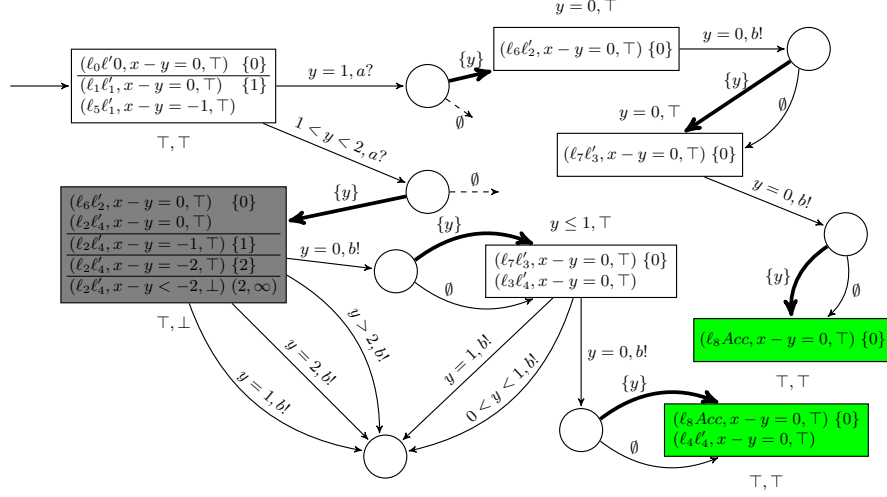 y = 0, ⊤
(ℓ₆ℓ′₂, x − y = 0, ⊤) {0}
y = 0, b!
{y}
(ℓ₀ℓ′0, x − y = 0, ⊤) {0}
(ℓ₁ℓ′₁, x − y = 0, ⊤) {1}
(ℓ₅ℓ′₁, x − y = −1, ⊤)
⊤, ⊤
y = 1, a?
∅
{y}
∅
y = 0, ⊤
(ℓ₇ℓ′₃, x − y = 0, ⊤) {0}
1 < y < 2, a?
∅
{y}
y = 0, b!
(ℓ₆ℓ′₂, x − y = 0, ⊤) {0}
(ℓ₂ℓ′₄, x − y = 0, ⊤)
(ℓ₂ℓ′₄, x − y = −1, ⊤) {1}
(ℓ₂ℓ′₄, x − y = −2, ⊤) {2}
(ℓ₂ℓ′₄, x − y < −2, ⊥) (2, ∞)
⊤, ⊥
y = 0, b!
{y}
∅
y ≤ 1, ⊤
(ℓ₇ℓ′₃, x − y = 0, ⊤) {0}
(ℓ₃ℓ′₄, x − y = 0, ⊤)
{y}
∅
(ℓ₈Acc, x − y = 0, ⊤) {0}
⊤, ⊤
y = 1, b!
y = 2, b!
y > 2, b!
y = 1, b!
0 < y < 1, b!
y = 0, b!
{y}
∅
(ℓ₈Acc, x − y = 0, ⊤) {0}
(ℓ₄ℓ′₄, x − y = 0, ⊤)
⊤, ⊤